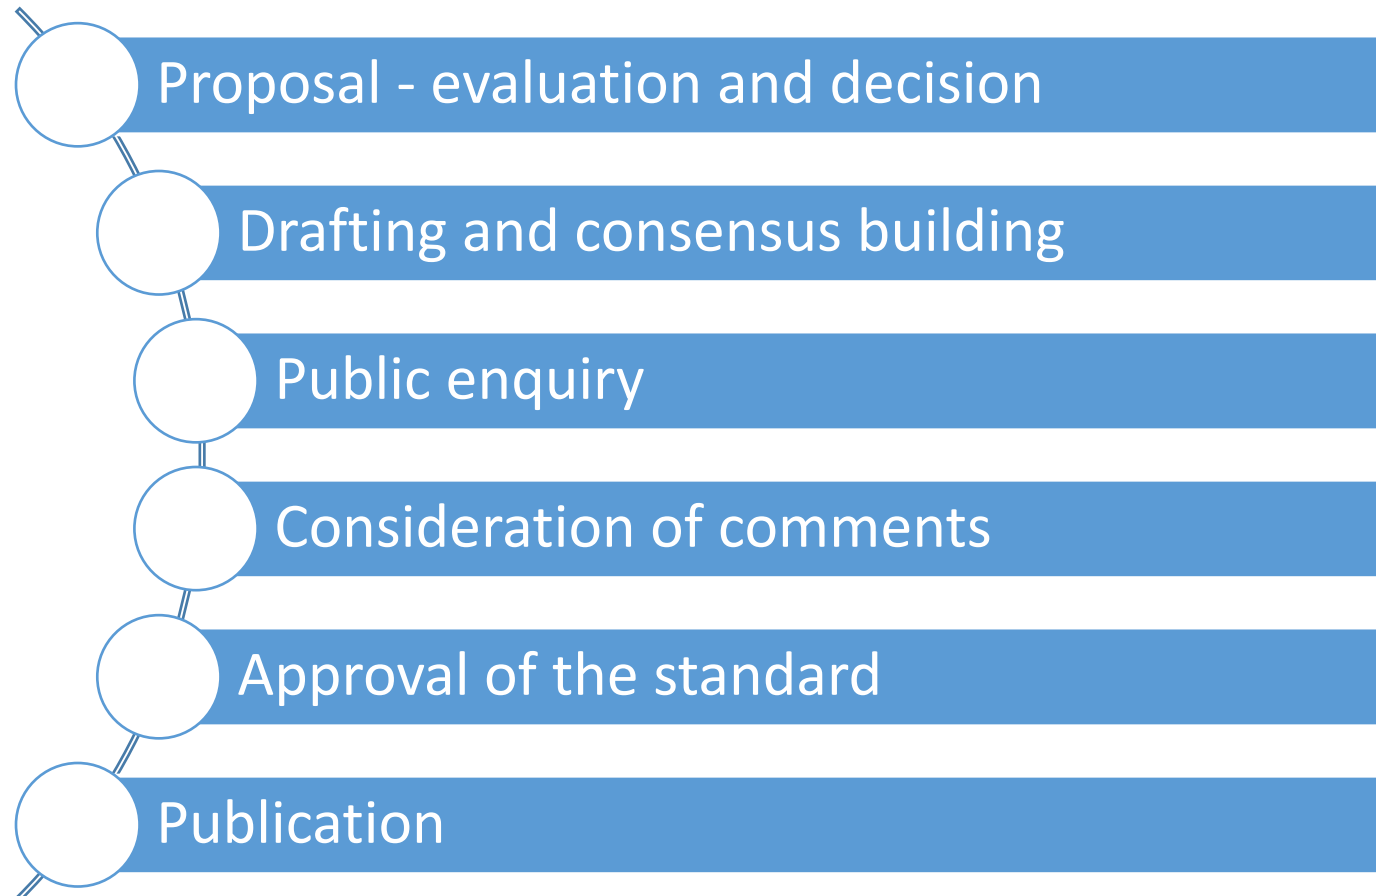 Proposal - evaluation and decision
Drafting and consensus building
Public enquiry
Consideration of comments
Approval of the standard
Publication